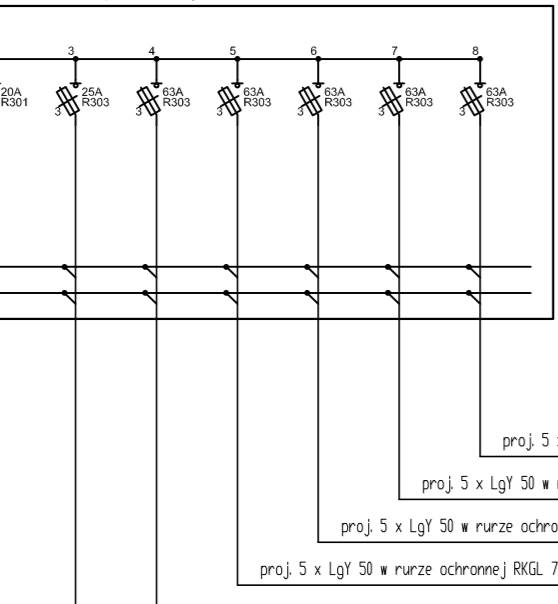 3 4 5 6 7 8
20A 25A 63A 63A 63A 63A 63A
R301 R303 R303 R303 R303 R303 R303
3 3 3 3 3 3
proj. 5
proj. 5 x LgY 50 w
proj. 5 x LgY 50 w rurze ochro
proj. 5 x LgY 50 w rurze ochronnej RKGL 7